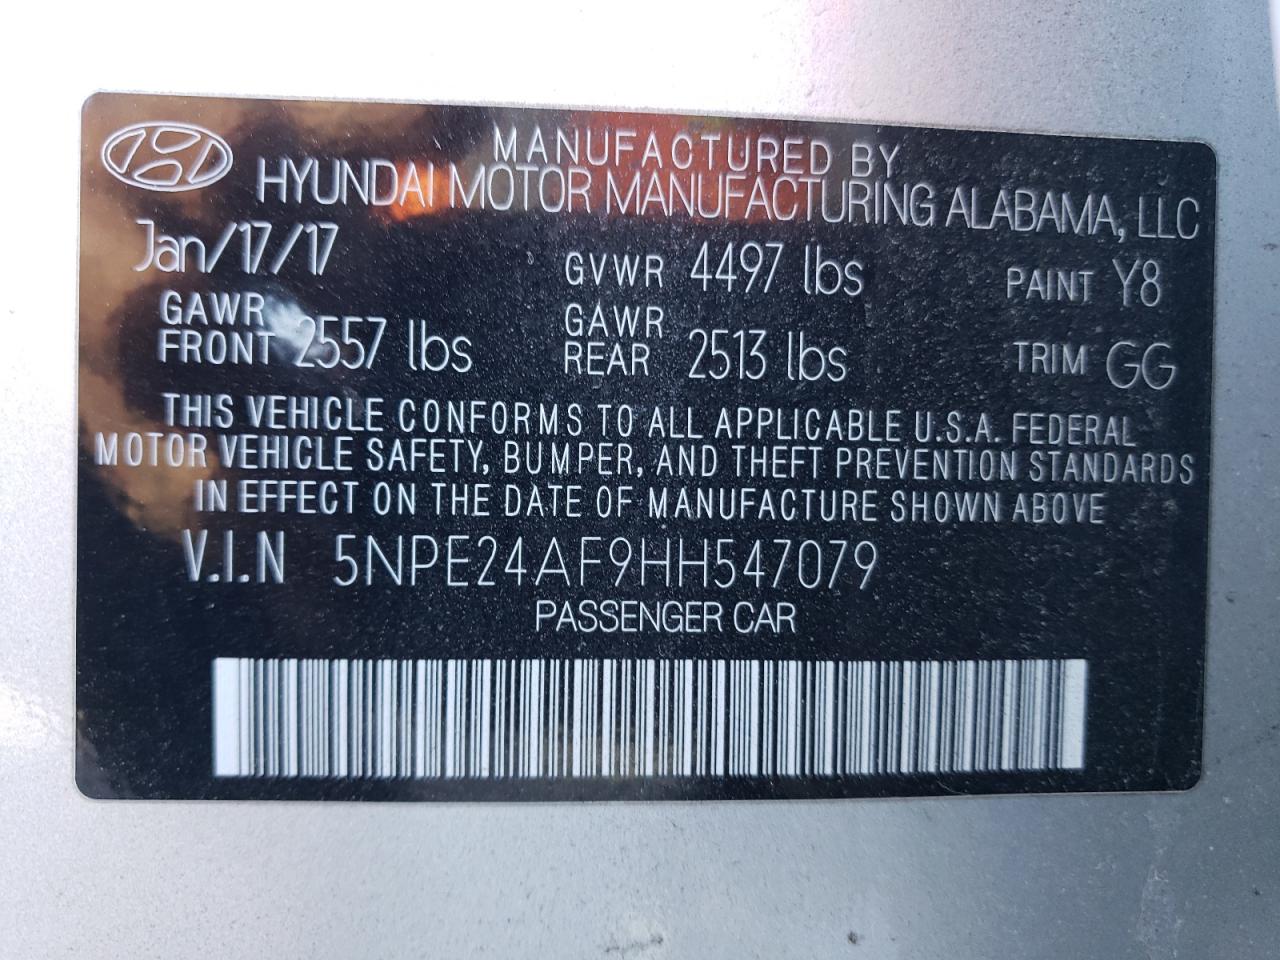 MANUFACTURED BY
HYUNDAI MOTOR MANUFACTURING ALABAMA, LLC
Jan/17/17 GVWR 4497 lbs PAINT Y8
GAWR FRONT 2557 lbs GAWR REAR 2513 lbs TRIM GG
THIS VEHICLE CONFORMS TO ALL APPLICABLE U.S.A. FEDERAL
MOTOR VEHICLE SAFETY, BUMPER, AND THEFT PREVENTION STANDARDS
IN EFFECT ON THE DATE OF MANUFACTURE SHOWN ABOVE
V.I.N 5NPE24AF9HH547079
PASSENGER CAR